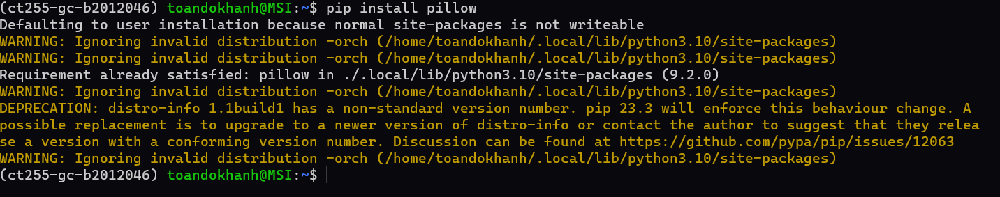 (ct255-gc-b2012046) toandokhanh@MSI:~$ pip install pillow
Defaulting to user installation because normal site-packages is not writeable
WARNING: Ignoring invalid distribution -orch (/home/toandokhanh/.local/lib/python3.10/site-packages)
WARNING: Ignoring invalid distribution -orch (/home/toandokhanh/.local/lib/python3.10/site-packages)
Requirement already satisfied: pillow in ./.local/lib/python3.10/site-packages (9.2.0)
WARNING: Ignoring invalid distribution -orch (/home/toandokhanh/.local/lib/python3.10/site-packages)
DEPRECATION: distro-info 1.1build1 has a non-standard version number. pip 23.3 will enforce this behaviour change. A
possible replacement is to upgrade to a newer version of distro-info or contact the author to suggest that they relea
se a version with a conforming version number. Discussion can be found at https://github.com/pypa/pip/issues/12063
WARNING: Ignoring invalid distribution -orch (/home/toandokhanh/.local/lib/python3.10/site-packages)
(ct255-gc-b2012046) toandokhanh@MSI:~$